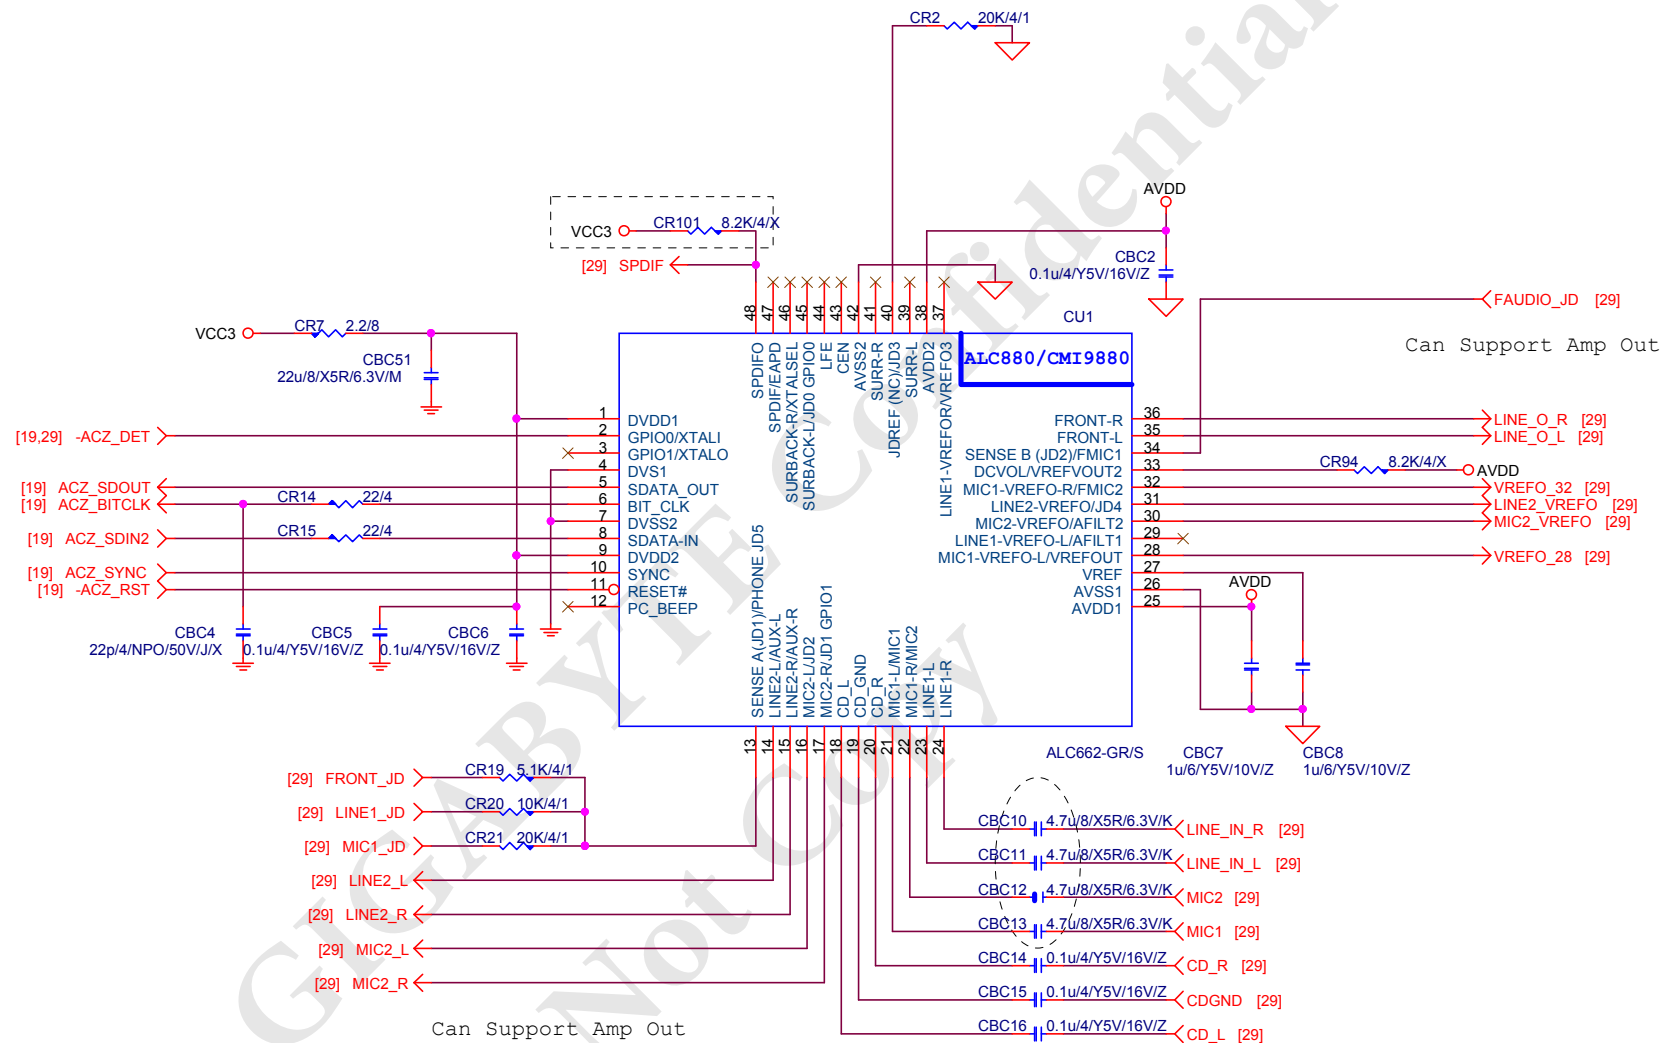 CR2 20K/4/1
AVDD
VCC3 CR101 8.2K/4/X
[29] SPDIF
CBC2
0.1u/4/Y5V/16V/Z
FAUDIO_JD [29]
Can Support Amp Out
VCC3 CR7 2.2/8
CBC51
22u/8/X5R/6.3V/M
48 47 46 45 44 43 42 41 40 39 38 37
CU1
ALC880/CMI9880
SPDIFO
SPDIF/EAPD
SURBACK-R/XTALSEL
SURBACK-L/JD0 GPIO0
LFE
CEN
AVSS2
SURR-R
JDREF (NC)/JD3
SURR-L
AVDD2
LINE1-VREFOR/VREFO3
1 DVDD1
[19,29] -ACZ_DET 2 GPIO0/XTALI
3 GPIO1/XTALO
4 DVS1
[19] ACZ_SDOUT 5 SDATA_OUT
[19] ACZ_BITCLK CR14 22/4 6 BIT_CLK
7 DVSS2
[19] ACZ_SDIN2 CR15 22/4 8 SDATA-IN
9 DVDD2
[19] ACZ_SYNC 10 SYNC
[19] -ACZ_RST 11 RESET#
12 PC_BEEP
FRONT-R 36 LINE_O_R [29]
FRONT-L 35 LINE_O_L [29]
SENSE B (JD2)/FMIC1 34
DCVOL/VREFVOUT2 33 CR94 8.2K/4/X AVDD
MIC1-VREFO-R/FMIC2 32 VREFO_32 [29]
LINE2-VREFO/JD4 31 LINE2_VREFO [29]
MIC2-VREFO/AFILT2 30 MIC2_VREFO [29]
LINE1-VREFO-L/AFILT1 29
MIC1-VREFO-L/VREFOUT 28 VREFO_28 [29]
VREF 27
AVSS1 26
AVDD1 25
AVDD
CBC4
22p/4/NPO/50V/J/X
CBC5
0.1u/4/Y5V/16V/Z
CBC6
0.1u/4/Y5V/16V/Z
SENSE A(JD1)/PHONE JD5
LINE2-L/AUX-L
LINE2-R/AUX-R
MIC2-L/JD2
MIC2-R/JD1 GPIO1
CD_L
CD_GND
CD_R
MIC1-L/MIC1
MIC1-R/MIC2
LINE1-L
LINE1-R
13 14 15 16 17 18 19 20 21 22 23 24
ALC662-GR/S
CBC7
1u/6/Y5V/10V/Z
CBC8
1u/6/Y5V/10V/Z
[29] FRONT_JD CR19 5.1K/4/1
[29] LINE1_JD CR20 10K/4/1
[29] MIC1_JD CR21 20K/4/1
[29] LINE2_L
[29] LINE2_R
[29] MIC2_L
[29] MIC2_R
CBC10 4.7u/8/X5R/6.3V/K LINE_IN_R [29]
CBC11 4.7u/8/X5R/6.3V/K LINE_IN_L [29]
CBC12 4.7u/8/X5R/6.3V/K MIC2 [29]
CBC13 4.7u/8/X5R/6.3V/K MIC1 [29]
CBC14 0.1u/4/Y5V/16V/Z CD_R [29]
CBC15 0.1u/4/Y5V/16V/Z CDGND [29]
CBC16 0.1u/4/Y5V/16V/Z CD_L [29]
Can Support Amp Out
GIGABYTE Confidential
Not Copy